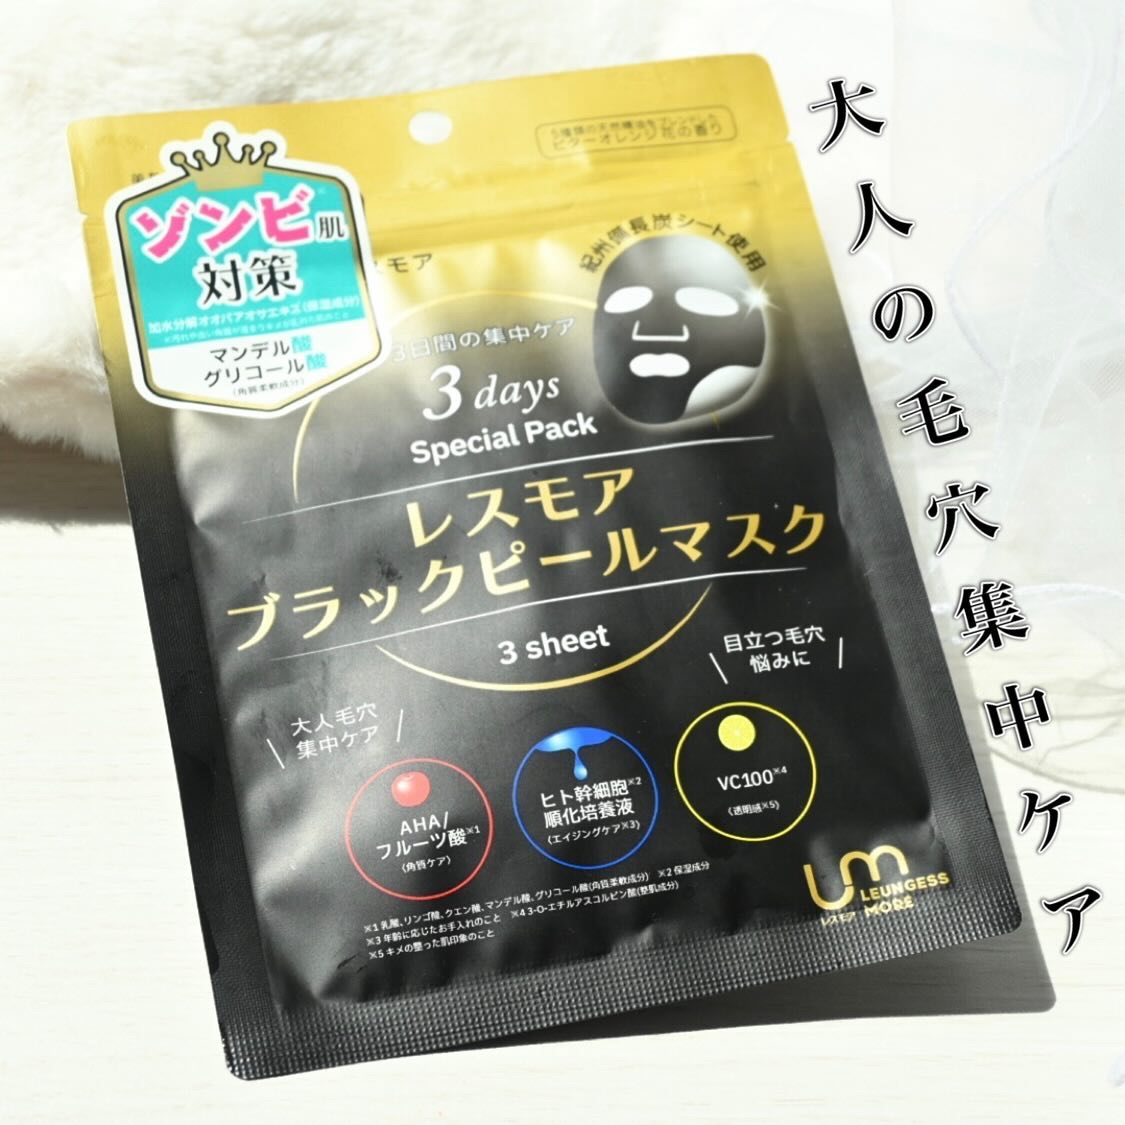 大人の毛穴集中ケア
5種類の天然精油をブレンドした
ビターオレンジ花の香り
ゾンビ※肌
対策
加水分解オオバアオサエキス(保湿成分)
マンデル酸
グリコール酸
(角質柔軟成分)
スモア
紀州備長炭シート使用
3日間の集中ケア
3 days
Special Pack
レスモア
ブラックピールマスク
3 sheet
大人毛穴
集中ケア
目立つ毛穴
悩みに
AHA/
フルーツ酸※1
(角質ケア)
ヒト幹細胞※2
順化培養液
(エイジングケア※3)
VC100※4
(透明感※5)
※1 乳酸、リンゴ酸、クエン酸、マンデル酸、グリコール酸(角質柔軟成分) ※2 保湿成分
※3 年齢に応じたお手入れのこと ※4 3-O-エチルアスコルビン酸(整肌成分)
※5 キメの整った肌印象のこと
um
LEUNGESS
MORE
レスモア